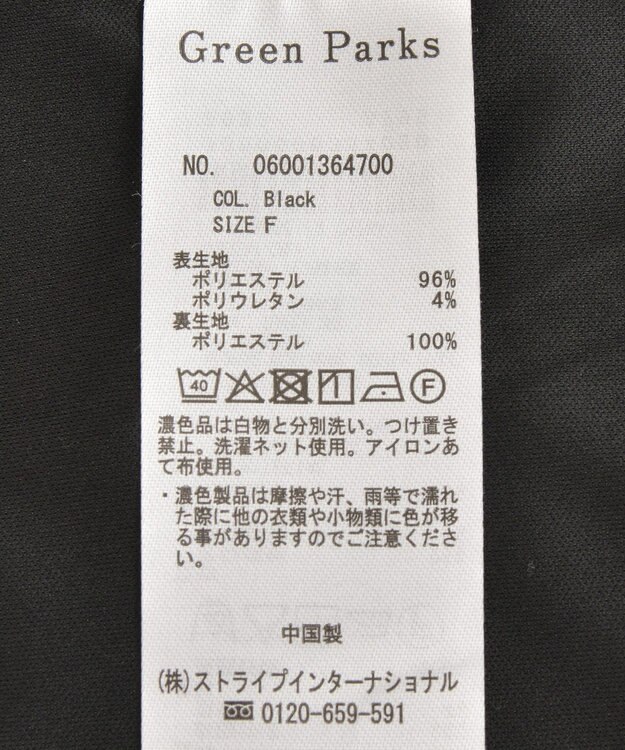 Green Parks
NO. 06001364700
COL. Black
SIZE F
表生地
ポリエステル 96%
ポリウレタン 4%
裏生地
ポリエステル 100%
40 F
濃色品は白物と分別洗い。つけ置き
禁止。洗濯ネット使用。アイロンあ
て布使用。
・濃色製品は摩擦や汗、雨等で濡れ
た際に他の衣類や小物類に色が移
る事がありますのでご注意くださ
い。
中国製
(株)ストライプインターナショナル
0120-659-591